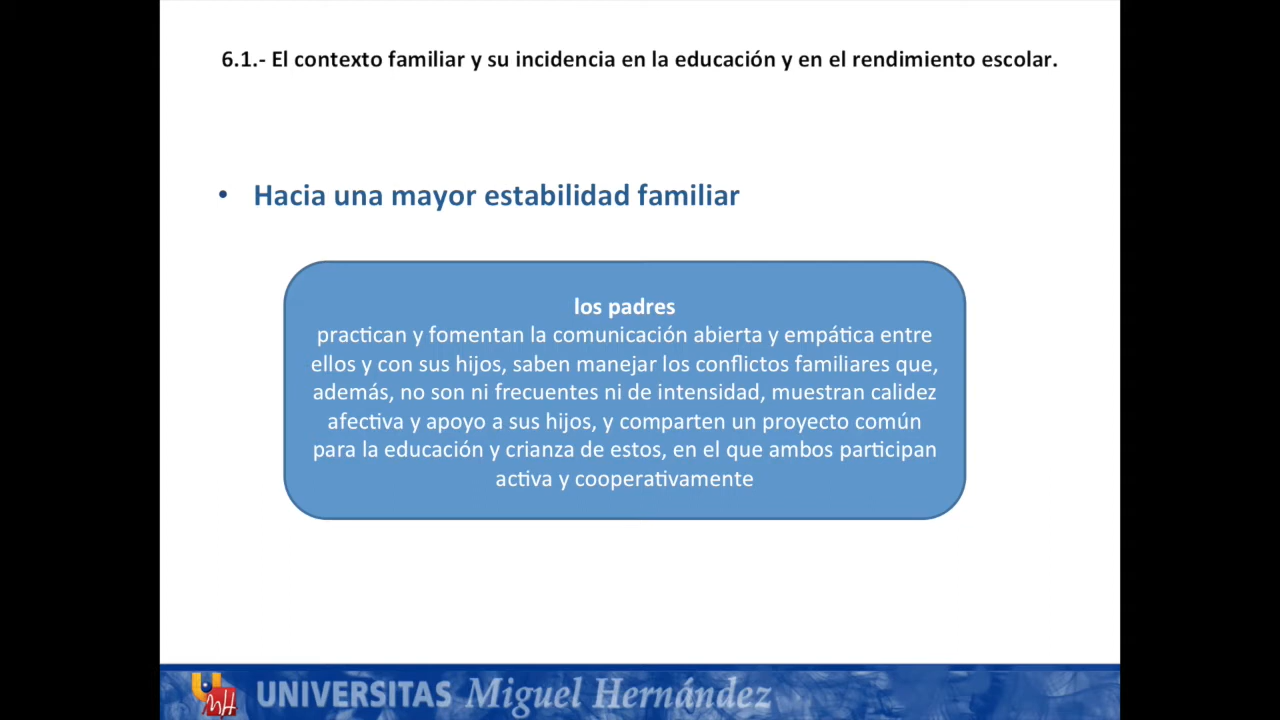 6.1.- El contexto familiar y su incidencia en la educación y en el rendimiento escolar.
• Hacia una mayor estabilidad familiar
los padres
practican y fomentan la comunicación abierta y empática entre
ellos y con sus hijos, saben manejar los conflictos familiares que,
además, no son ni frecuentes ni de intensidad, muestran calidez
afectiva y apoyo a sus hijos, y comparten un proyecto común
para la educación y crianza de estos, en el que ambos participan
activa y cooperativamente
UMH
UNIVERSITAS Miguel Hernández